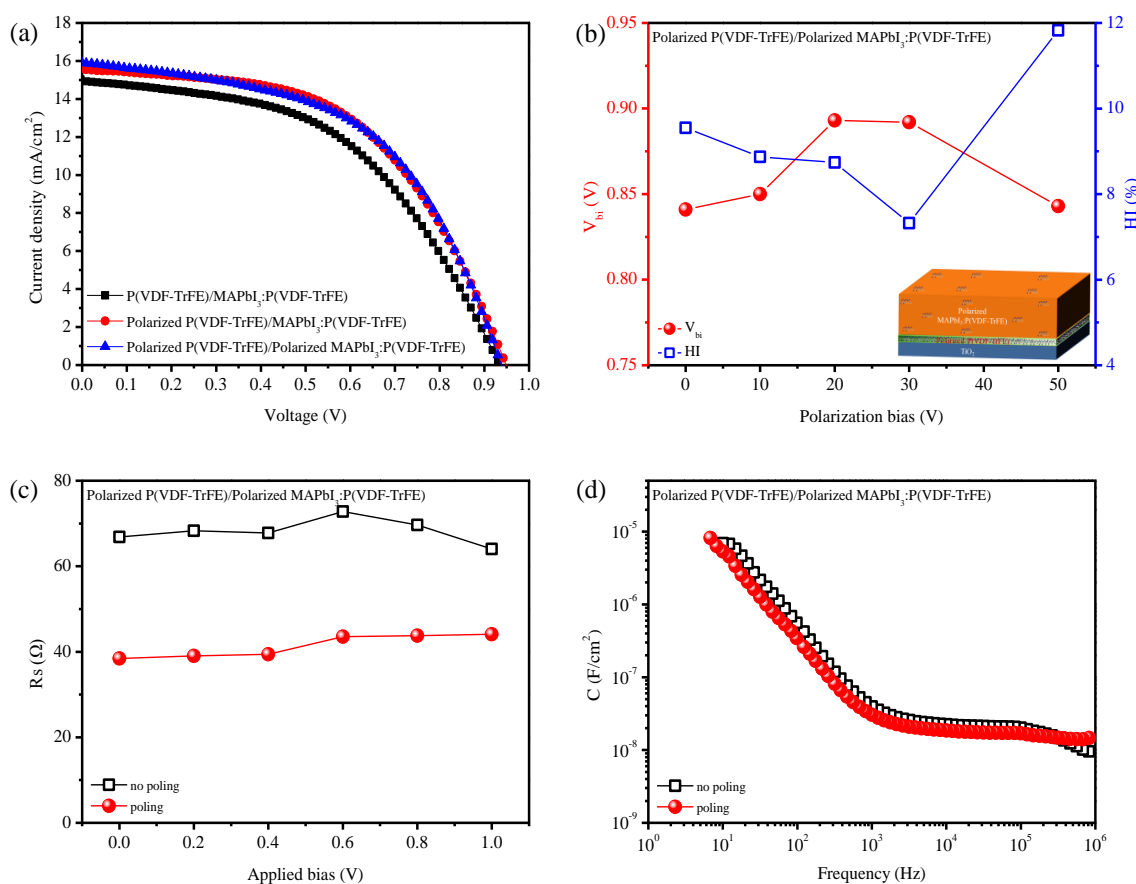 (a)
18
16
14
12
10
8
6
4
2
0
Current density (mA/cm²)
P(VDF-TrFE)/MAPbI₃:P(VDF-TrFE)
Polarized P(VDF-TrFE)/MAPbI₃:P(VDF-TrFE)
Polarized P(VDF-TrFE)/Polarized MAPbI₃:P(VDF-TrFE)
0.0 0.1 0.2 0.3 0.4 0.5 0.6 0.7 0.8 0.9 1.0
Voltage (V)
(b)
Polarized P(VDF-TrFE)/Polarized MAPbI₃:P(VDF-TrFE)
0.95
0.90
0.85
0.80
0.75
V_bi (V)
12
10
8
6
4
HI (%)
V_bi
HI
Polarized
MAPbI₃:P(VDF-TrFE)
TiO₂
0 10 20 30 40 50
Polarization bias (V)
(c)
Polarized P(VDF-TrFE)/Polarized MAPbI₃:P(VDF-TrFE)
80
60
40
20
0
Rs (Ω)
no poling
poling
0.0 0.2 0.4 0.6 0.8 1.0
Applied bias (V)
(d)
Polarized P(VDF-TrFE)/Polarized MAPbI₃:P(VDF-TrFE)
10⁻⁵
10⁻⁶
10⁻⁷
10⁻⁸
10⁻⁹
C (F/cm²)
no poling
poling
10⁰ 10¹ 10² 10³ 10⁴ 10⁵ 10⁶
Frequency (Hz)